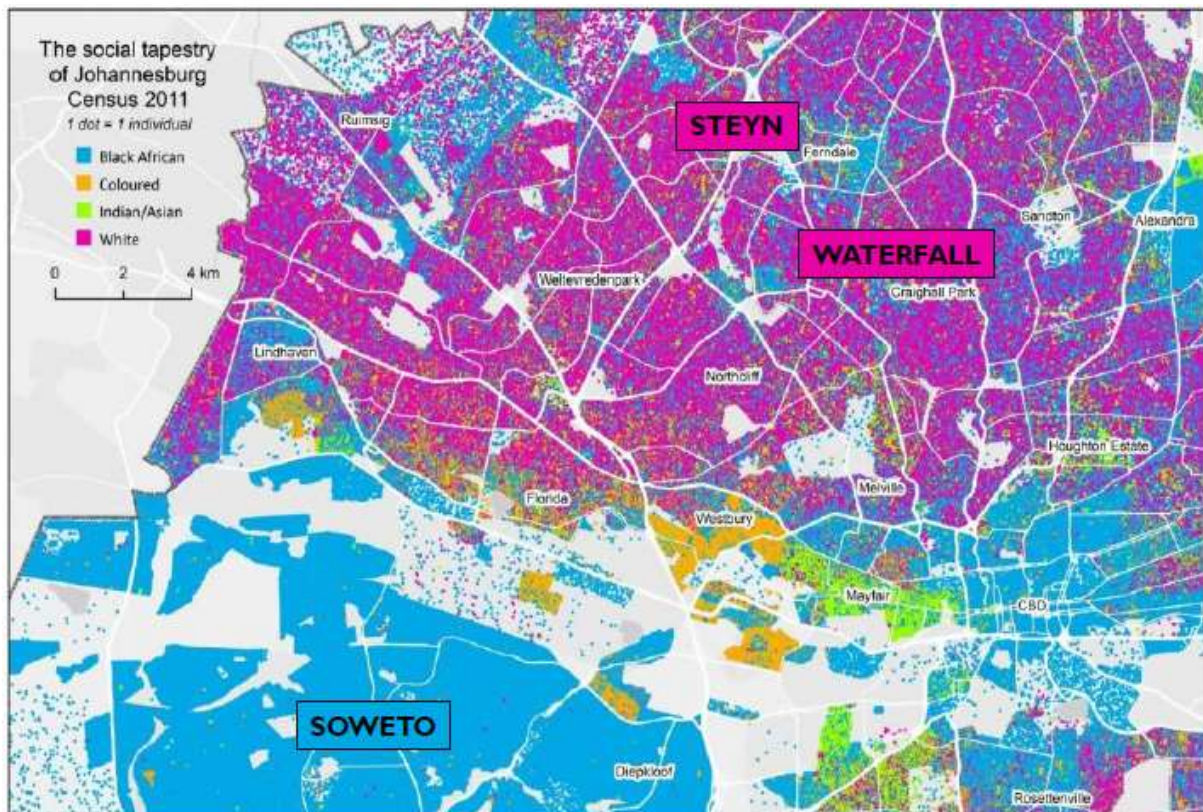 The social tapestry
of Johannesburg
Census 2011
1 dot = 1 individual
Black African
Coloured
Indian/Asian
White
0 2 4 km
Ruimsig
STEYN
Ferndale
Sandton
Alexandra
WATERFALL
Weltevredenpark
Craighall Park
Lindhaven
Northcliff
Houghton Estate
Melville
Florida
Westbury
Mayfair
CBD
SOWETO
Diepkloof
Rosettenville